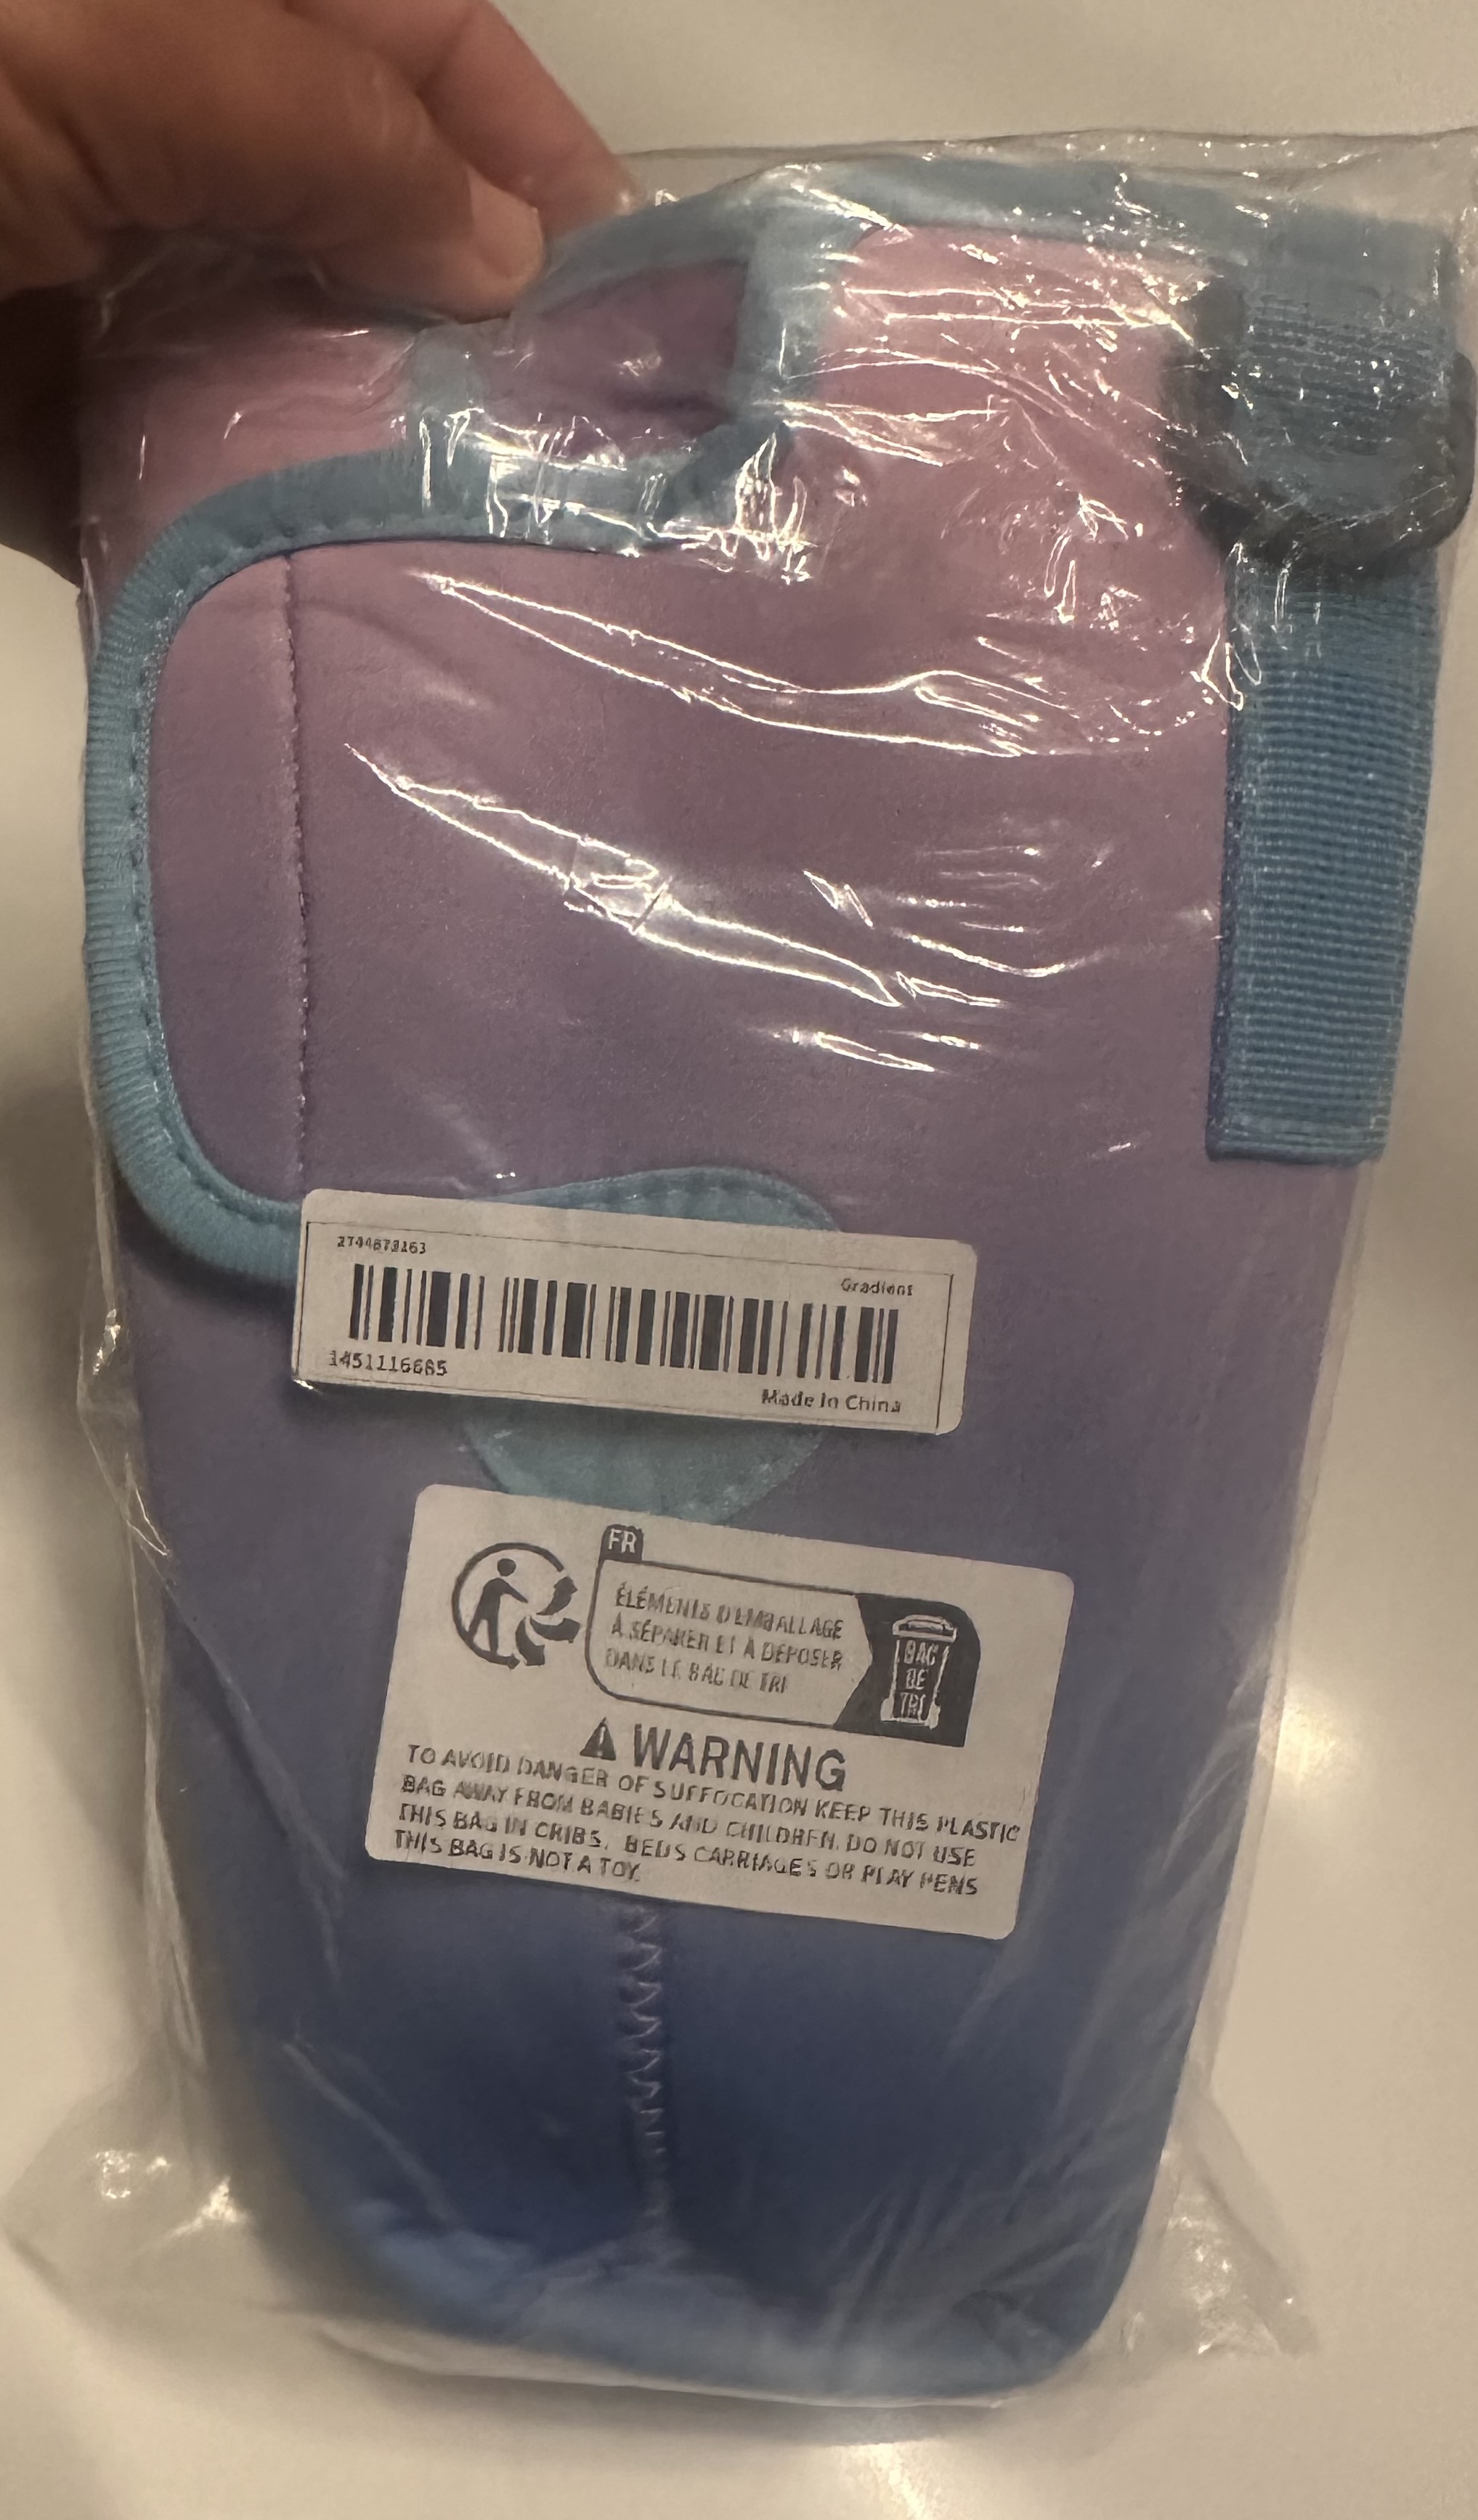 Gradient
1451116685
Made In China
FR
ÉLÉMENTS D'EMBALLAGE
À SÉPARER ET À DÉPOSER
DANS LE BAC DE TRI
BAC
DE
TRI
WARNING
TO AVOID DANGER OF SUFFOCATION KEEP THIS PLASTIC
BAG AWAY FROM BABIES AND CHILDREN. DO NOT USE
THIS BAG IN CRIBS, BEDS CARRIAGES OR PLAY PENS
THIS BAG IS NOT A TOY.